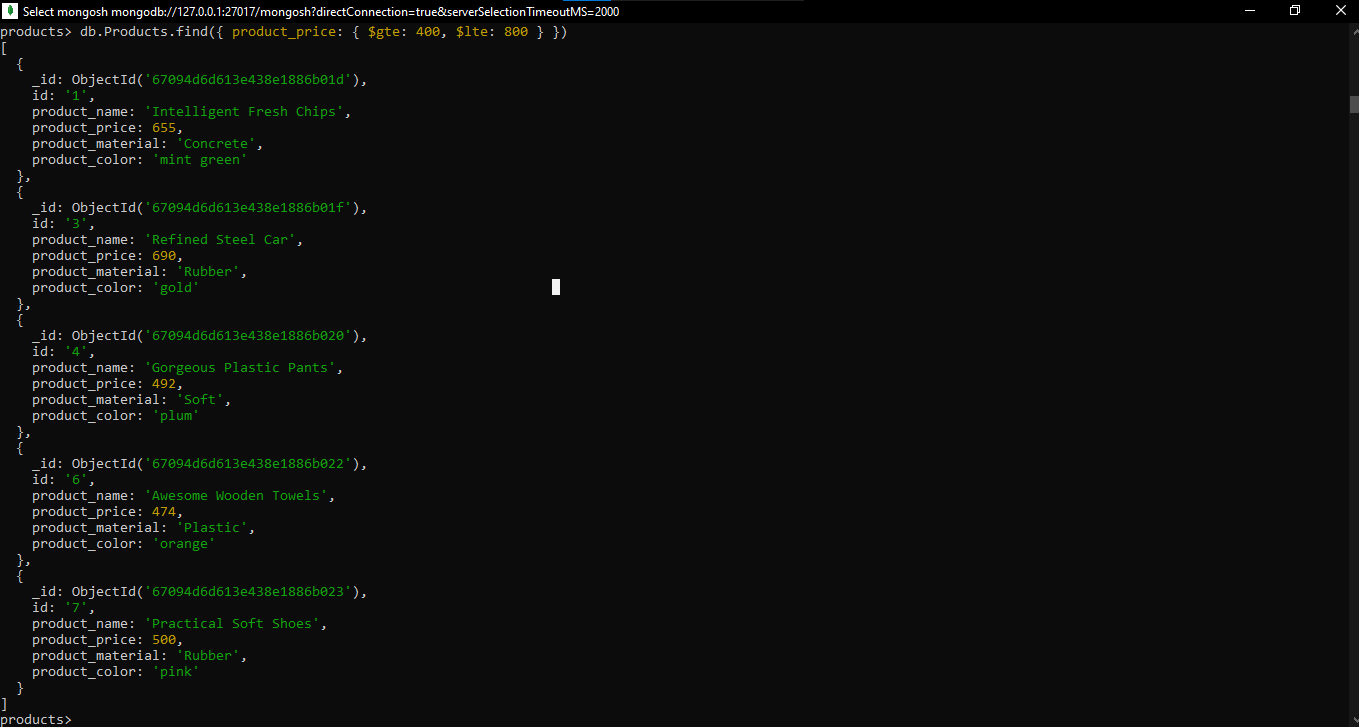 Select mongosh mongodb://127.0.0.1:27017/mongosh?directConnection=true&serverSelectionTimeoutMS=2000
products> db.Products.find({ product_price: { $gte: 400, $lte: 800 } })
[
  {
    _id: ObjectId('67094d6d613e438e1886b01d'),
    id: '1',
    product_name: 'Intelligent Fresh Chips',
    product_price: 655,
    product_material: 'Concrete',
    product_color: 'mint green'
  },
  {
    _id: ObjectId('67094d6d613e438e1886b01f'),
    id: '3',
    product_name: 'Refined Steel Car',
    product_price: 690,
    product_material: 'Rubber',
    product_color: 'gold'
  },
  {
    _id: ObjectId('67094d6d613e438e1886b020'),
    id: '4',
    product_name: 'Gorgeous Plastic Pants',
    product_price: 492,
    product_material: 'Soft',
    product_color: 'plum'
  },
  {
    _id: ObjectId('67094d6d613e438e1886b022'),
    id: '6',
    product_name: 'Awesome Wooden Towels',
    product_price: 474,
    product_material: 'Plastic',
    product_color: 'orange'
  },
  {
    _id: ObjectId('67094d6d613e438e1886b023'),
    id: '7',
    product_name: 'Practical Soft Shoes',
    product_price: 500,
    product_material: 'Rubber',
    product_color: 'pink'
  }
]
products>